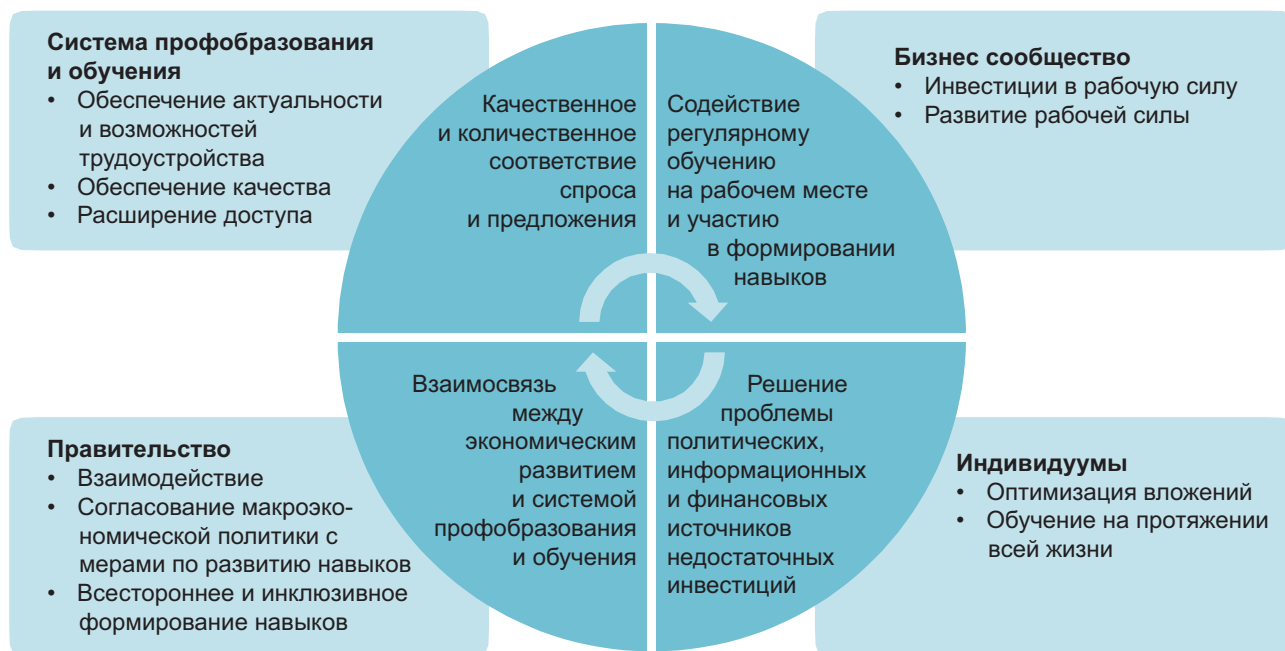 Система профобразования
и обучения
• Обеспечение актуальности
и возможностей
трудоустройства
• Обеспечение качества
• Расширение доступа
Качественное
и количественное
соответствие
спроса
и предложения
Содействие
регулярному
обучению
на рабочем месте
и участию
в формировании
навыков
Бизнес сообщество
• Инвестиции в рабочую силу
• Развитие рабочей силы
Правительство
• Взаимодействие
• Согласование макроэко-
номической политики с
мерами по развитию навыков
• Всестороннее и инклюзивное
формирование навыков
Взаимосвязь
между
экономическим
развитием
и системой
профобразования
и обучения
Решение
проблемы
политических,
информационных
и финансовых
источников
недостаточных
инвестиций
Индивидуумы
• Оптимизация вложений
• Обучение на протяжении
всей жизни